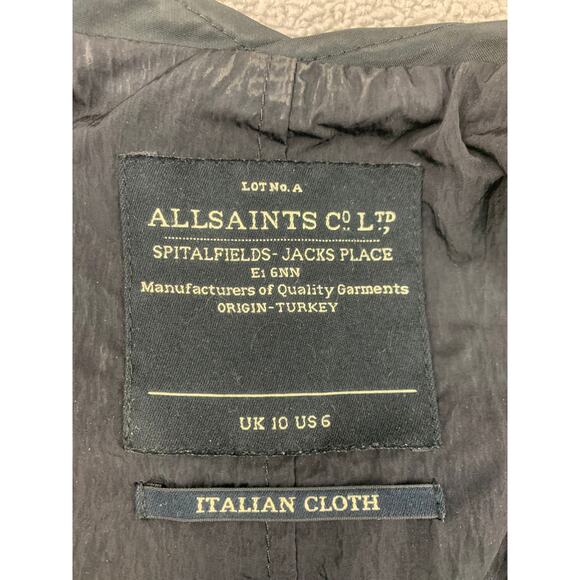 LOT No. A
ALLSAINTS Co. LTD,
SPITALFIELDS- JACKS PLACE
E1 6NN
Manufacturers of Quality Garments
ORIGIN-TURKEY
UK 10 US 6
ITALIAN CLOTH